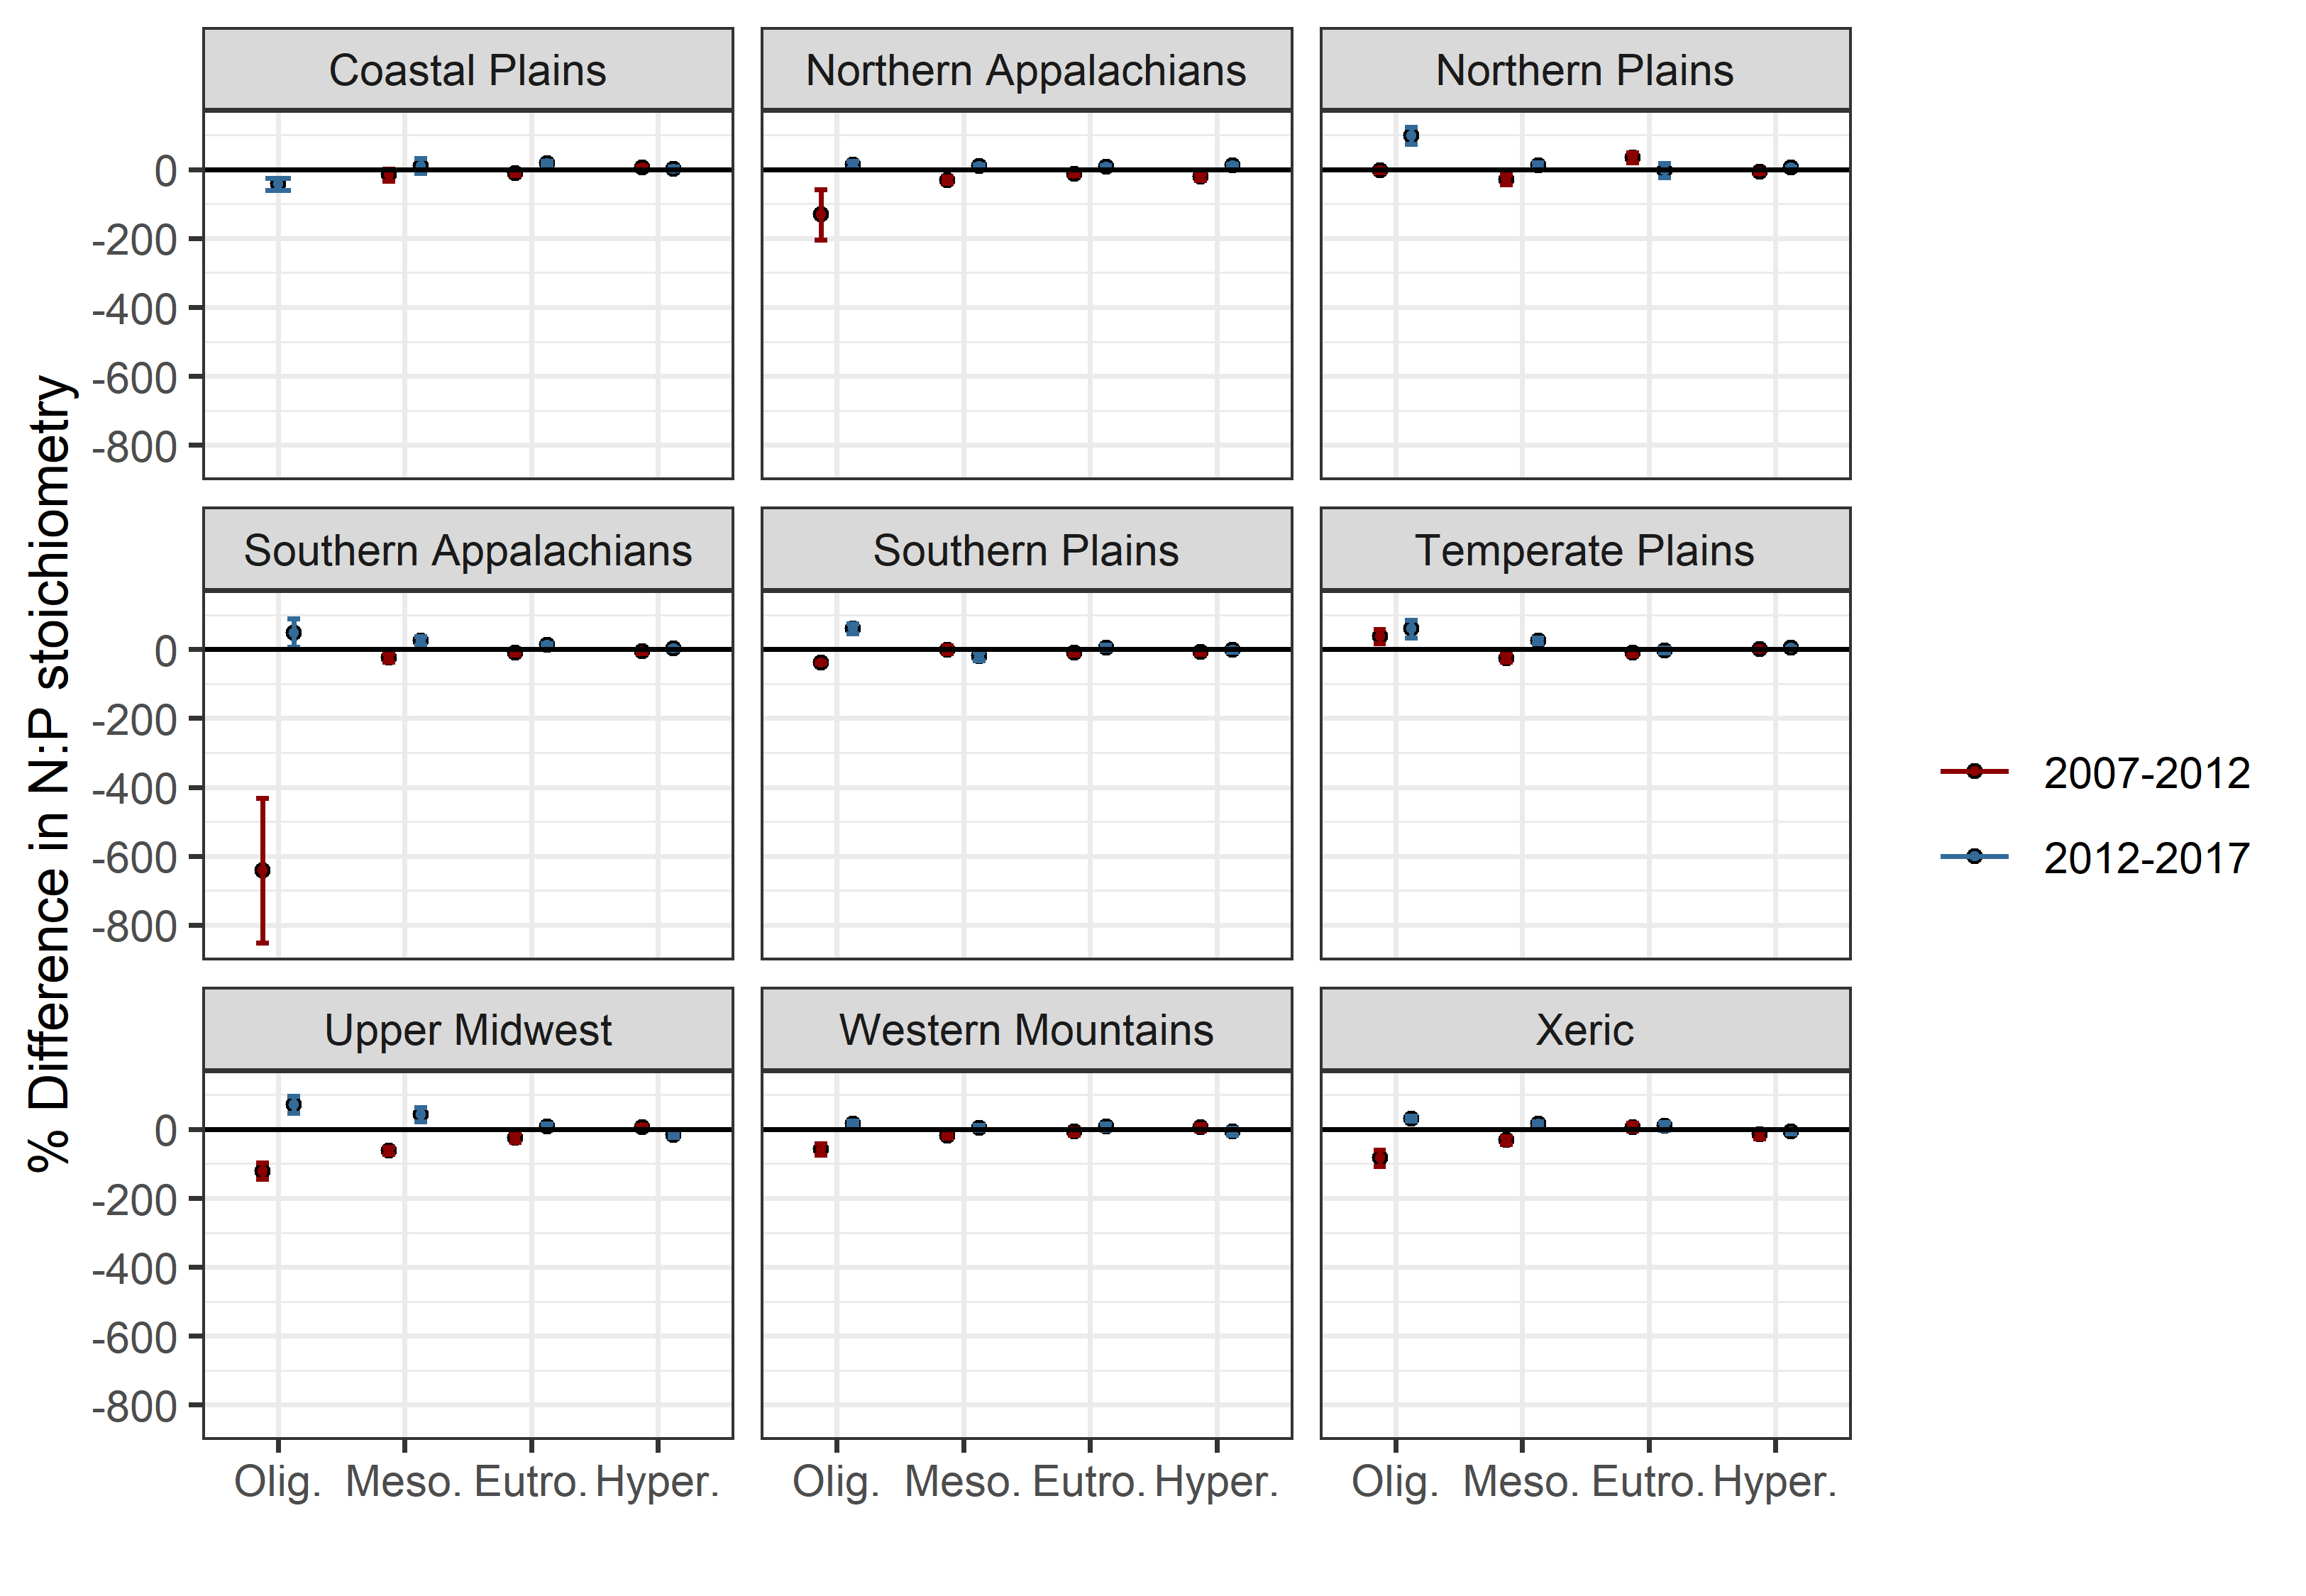 Coastal Plains
Northern Appalachians
Northern Plains
0
-200
-400
-600
-800
Southern Appalachians
Southern Plains
Temperate Plains
0
-200
-400
-600
-800
Upper Midwest
Western Mountains
Xeric
0
-200
-400
-600
-800
% Difference in N:P stoichiometry
Olig. Meso. Eutro. Hyper.
Olig. Meso. Eutro. Hyper.
Olig. Meso. Eutro. Hyper.
2007-2012
2012-2017